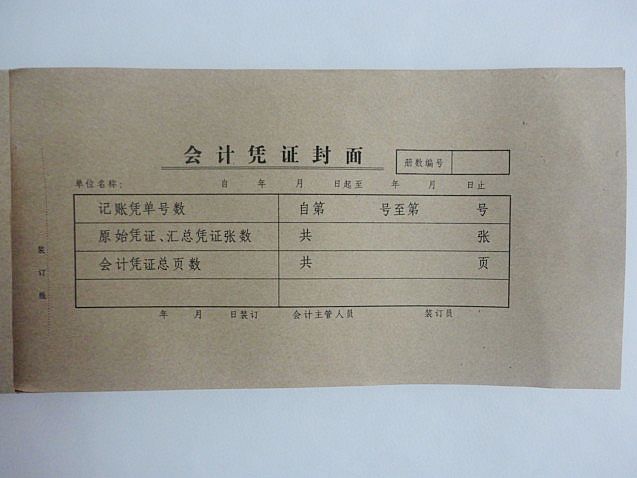 会计凭证封面
册数编号
单位名称: 自 年 月 日起至 年 月 日止
记账凭单号数 自第 号至第 号
原始凭证、汇总凭证张数 共 张
会计凭证总页数 共 页
年 月 日装订 会计主管人员 装订员
装订线